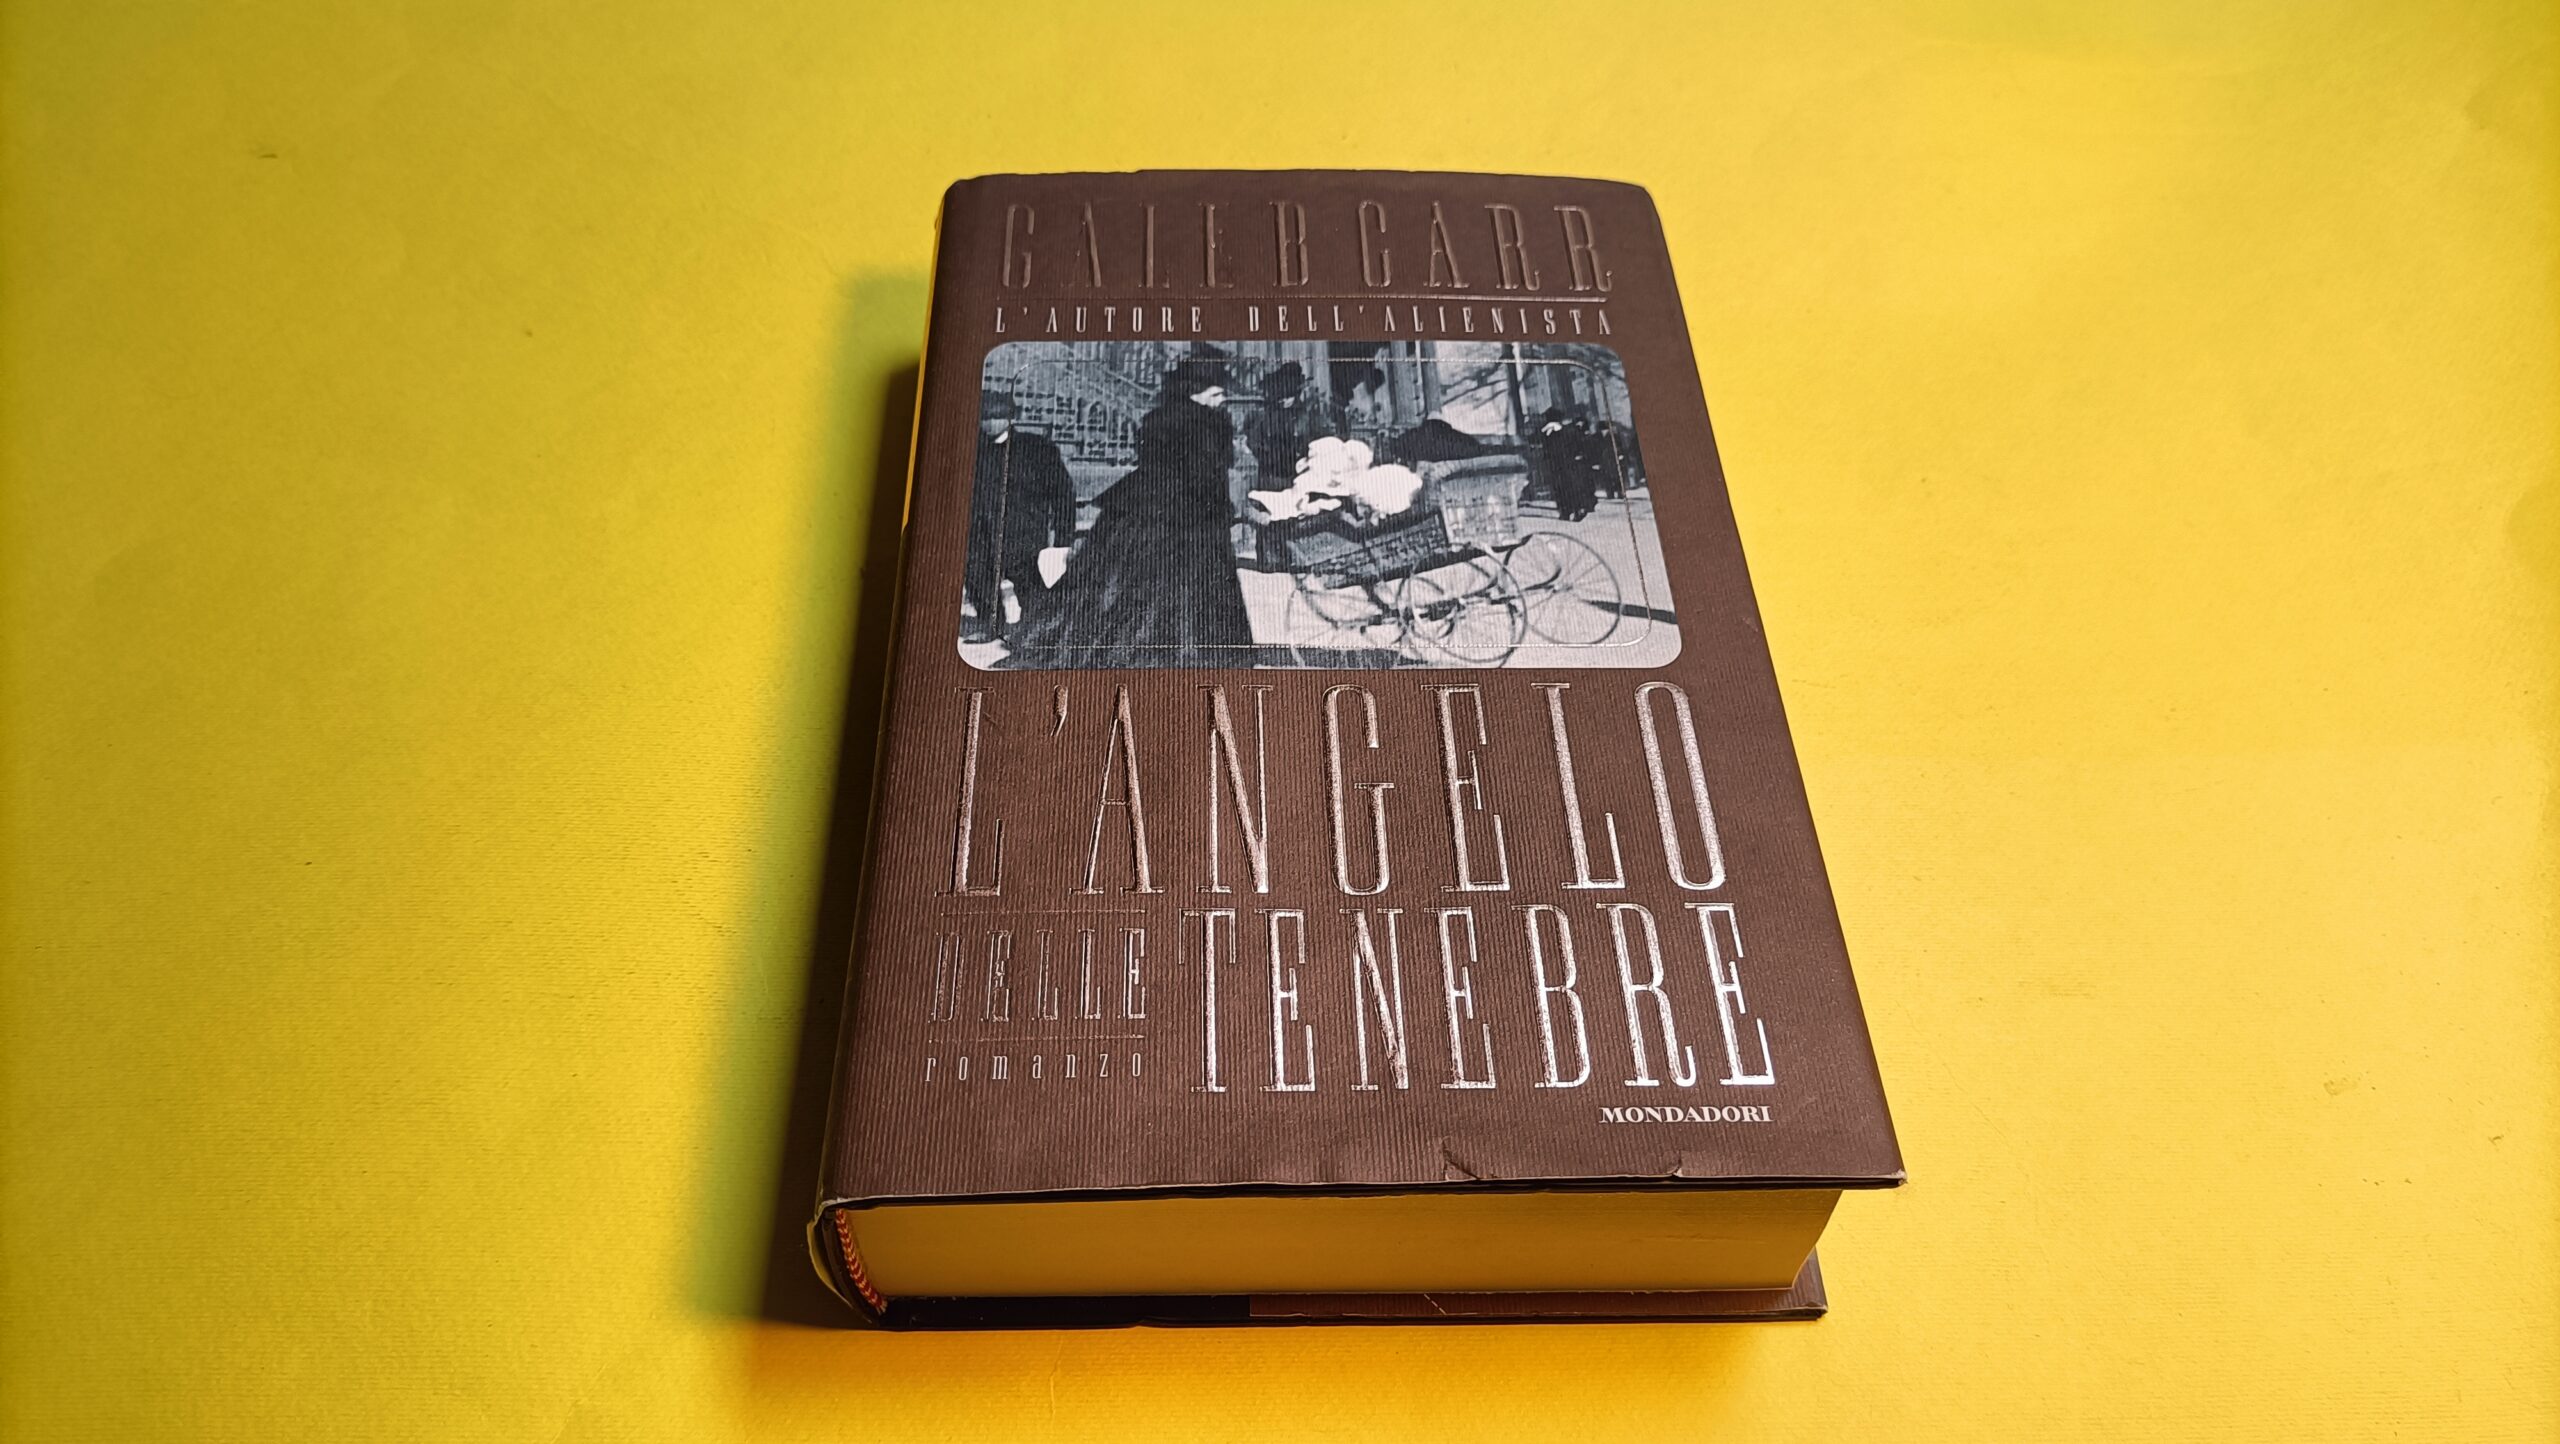 CALEB CARR
L'AUTORE DELL'ALIENISTA
L'ANGELO
DELLE TENEBRE
romanzo
MONDADORI